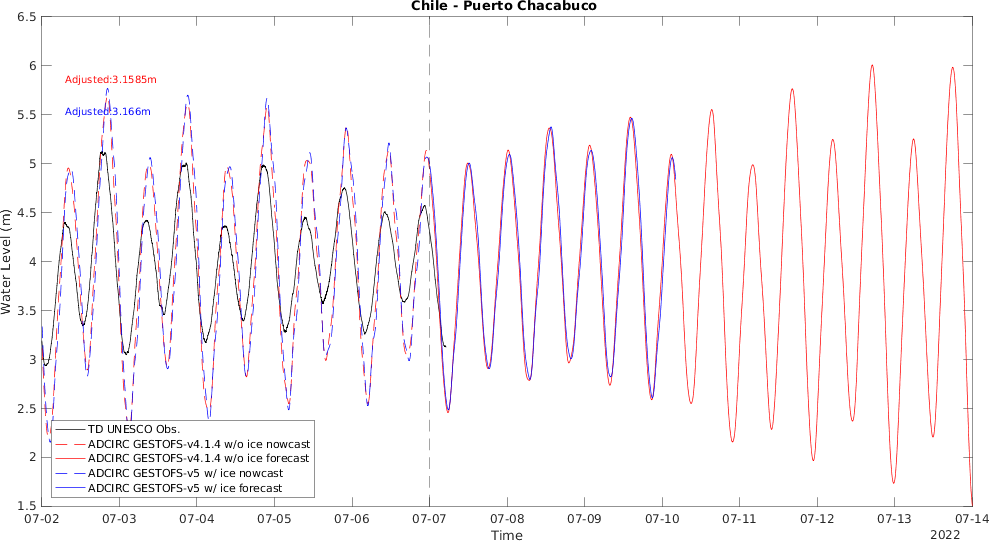 Chile - Puerto Chacabuco
6.5
6
5.5
5
4.5
4
3.5
3
2.5
2
1.5
Water Level (m)
Adjusted:3.1585m
Adjusted:3.166m
TD UNESCO Obs.
ADCIRC GESTOFS-v4.1.4 w/o ice nowcast
ADCIRC GESTOFS-v4.1.4 w/o ice forecast
ADCIRC GESTOFS-v5 w/ ice nowcast
ADCIRC GESTOFS-v5 w/ ice forecast
07-02 07-03 07-04 07-05 07-06 07-07 07-08 07-09 07-10 07-11 07-12 07-13 07-14
Time
2022